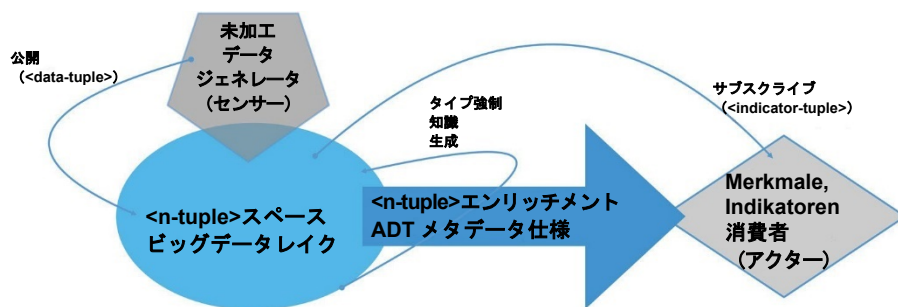 公開
（<data-tuple>）
未加工
データ
ジェネレータ
（センサー）
タイプ強制
知識
生成
サブスクライブ
（<indicator-tuple>）
<n-tuple>スペース
ビッグデータレイク
<n-tuple>エンリッチメント
ADT メタデータ仕様
Merkmale,
Indikatoren
消費者
（アクター）